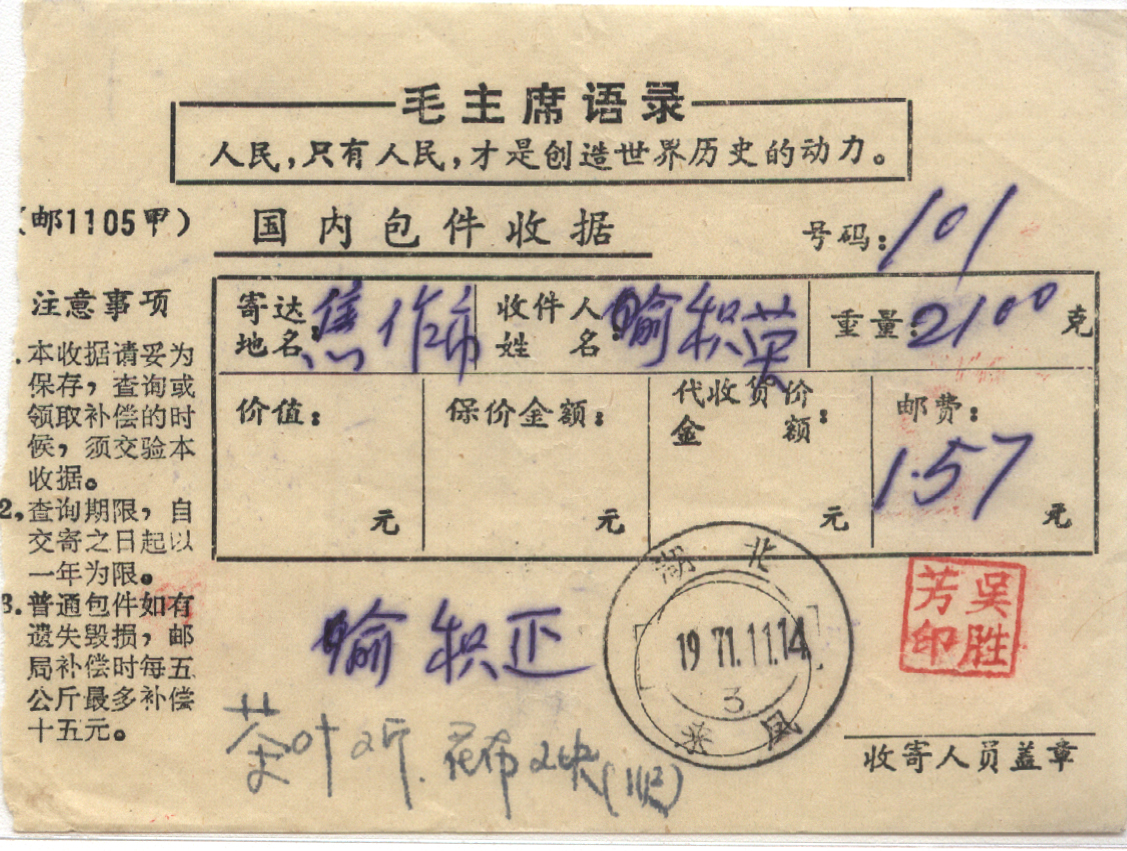 毛主席语录
人民，只有人民，才是创造世界历史的动力。
(邮1105甲)
国内包件收据
号码：101
注意事项
本收据请妥为
保存，查询或
领取补偿的时
候，须交验本
收据。
2，查询期限，自
交寄之日起以
一年为限。
3．普通包件如有
遗失毁损，邮
局补偿时每五
公斤最多补偿
十五元。
寄达地名：焦作市
收件人姓名：喻积英
重量：2100克
价值：
元
保价金额：
元
代收货价金额：
元
邮费：
1.57
元
喻积正
湖北
1971.11.14
3
来凤
吴胜芳印
收寄人员盖章
茶叶2斤．花布2块